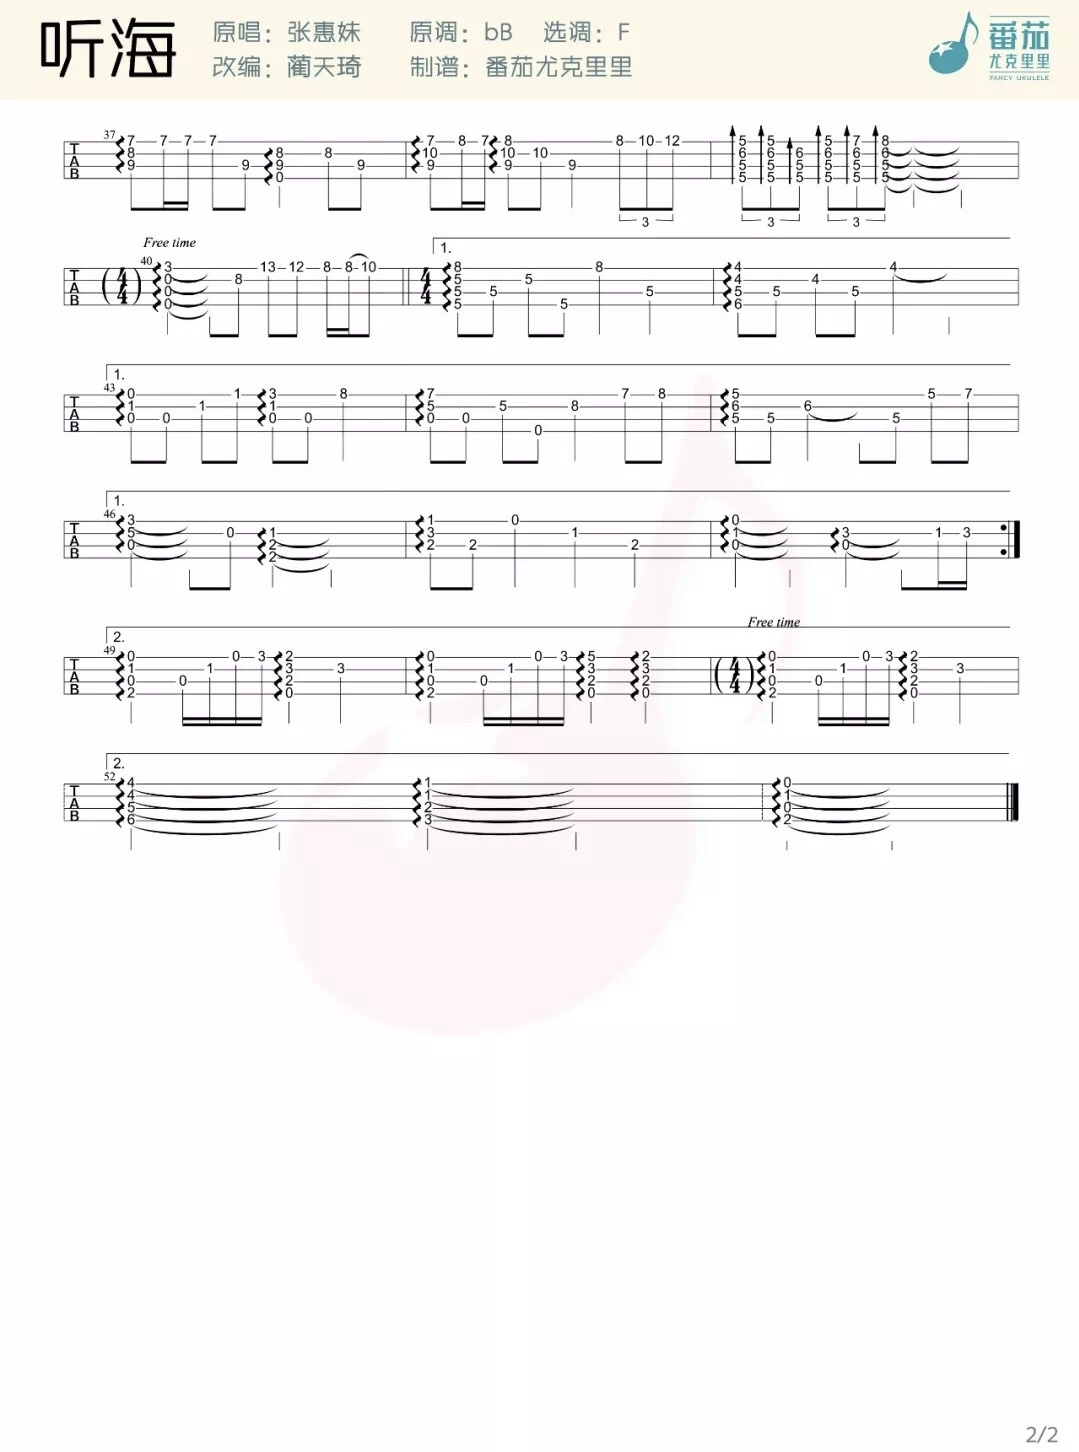 听海
原唱：张惠妹 原调：bB 选调：F
改编：蔺天琦 制谱：番茄尤克里里
番茄
尤克里里
FANCY UKULELE
37
7 7 7 7 8 7 8 8 10 12 5 5 5 7 8
8 8 8 10 10 10 6 6 6 6 6 6
9 9 9 9 9 9 9 5 5 5 5 5 5
0 5 5 5 5 5 5
3 3 3
Free time
1.
40
3 13 12 8 8 10 8 8 4 4
0 8 5 5 4 4
0 5 5 5 5 5 5
0 5 5 6
4/4 4/4
1.
43
0 1 3 8 7 7 8 5 5 7
1 1 1 5 5 8 6 6
0 0 0 0 0 0 5 5 5
0
1.
46
3 1 0 0
5 0 1 3 1 1 3 1 3
0 2 2 2 2 0 0
2
Free time
2.
49
0 0 3 2 0 0 3 5 2 0 0 3 2
1 1 3 3 1 1 3 3 1 1 3 3
0 0 2 0 0 2 2 0 0 2
2 0 2 0 0 2 0
4/4
2.
52
4 1 0
4 1 1
5 2 0
6 3 2
2/2